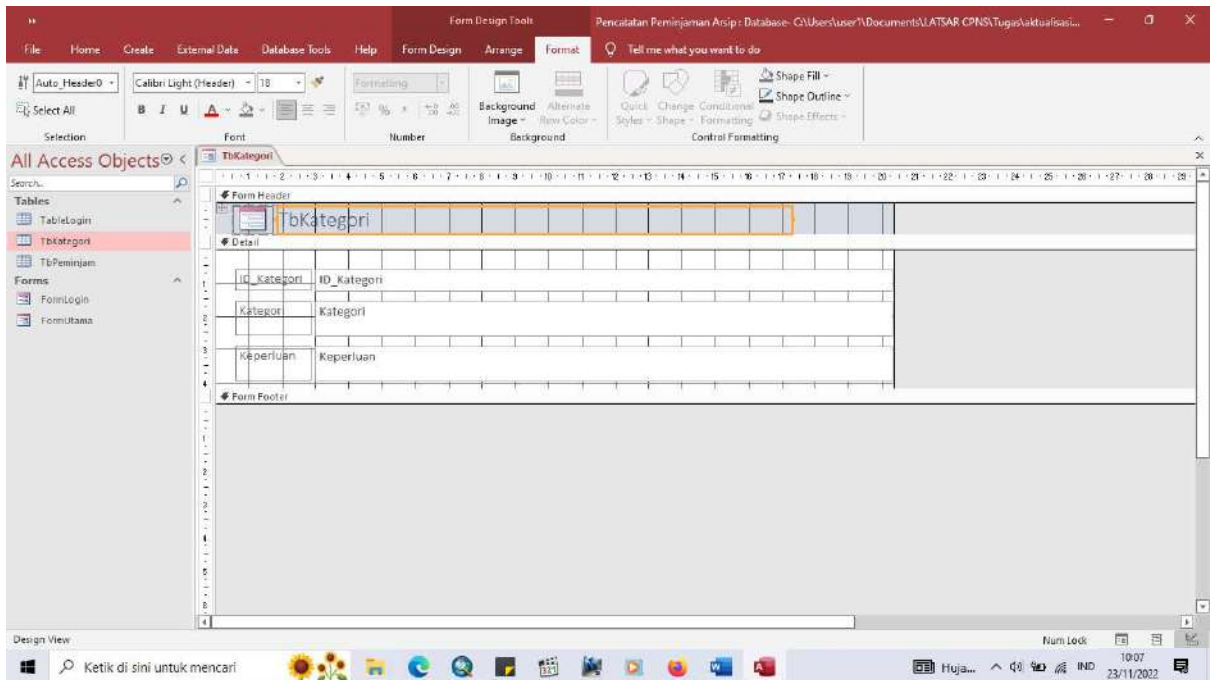 Form Design Tools
Pencatatan Peminjaman Arsip : Database- C:\Users\user'1\Documents\LATSAR CPNS\Tugas\aktualisasi...
File Home Create External Data Database Tools Help Form Design Arrange Format Tell me what you want to do
Auto_Header0
Calibri Light (Header) 18
Formatting
Select All
B I U A
Background Image
Alternate Row Color
Quick Styles
Change Shape
Conditional Formatting
Shape Fill
Shape Outline
Shape Effects
Selection Font Number Background Control Formatting
All Access Objects
Search..
Tables
TableLogin
TbKategori
TbPeminjam
Forms
FormLogin
FormUtama
TbKategori
Form Header
TbKategori
Detail
ID_Kategori ID_Kategori
Kategori Kategori
Keperluan Keperluan
Form Footer
Design View
Num Lock
Ketik di sini untuk mencari
Huja...
IND
10:07
23/11/2022